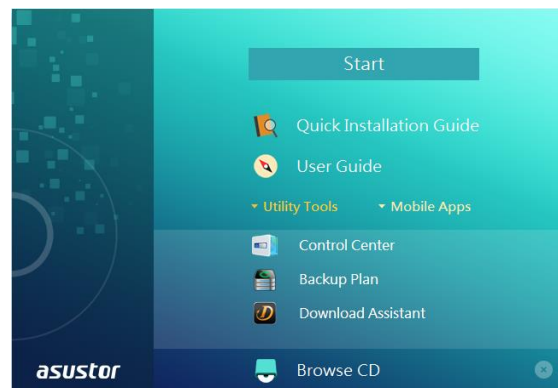 Start
Quick Installation Guide
User Guide
Utility Tools Mobile Apps
Control Center
Backup Plan
Download Assistant
asustor Browse CD